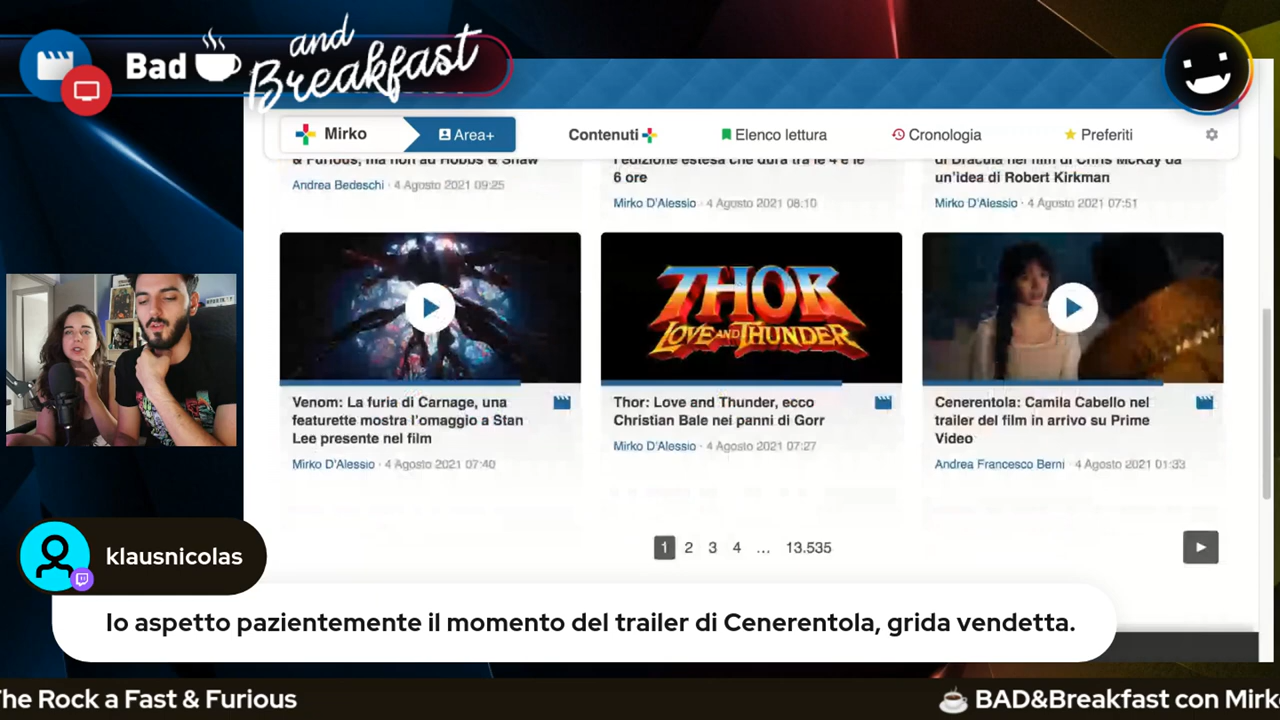 Bad and Breakfast
Mirko
Area+
Contenuti
Elenco lettura
Cronologia
Preferiti
& Furious, ma non ad Hobbs & Shaw
Andrea Bedeschi · 4 Agosto 2021 09:25
l'edizione estesa che dura tra le 4 e le
6 ore
Mirko D'Alessio · 4 Agosto 2021 08:10
di Dracula nel film di Chris McKay da
un'idea di Robert Kirkman
Mirko D'Alessio · 4 Agosto 2021 07:51
THOR
LOVE AND THUNDER
Venom: La furia di Carnage, una
featurette mostra l'omaggio a Stan
Lee presente nel film
Mirko D'Alessio · 4 Agosto 2021 07:40
Thor: Love and Thunder, ecco
Christian Bale nei panni di Gorr
Mirko D'Alessio · 4 Agosto 2021 07:27
Cenerentola: Camila Cabello nel
trailer del film in arrivo su Prime
Video
Andrea Francesco Berni · 4 Agosto 2021 01:33
1 2 3 4 ... 13.535
klausnicolas
Io aspetto pazientemente il momento del trailer di Cenerentola, grida vendetta.
The Rock a Fast & Furious
BAD&Breakfast con Mirk